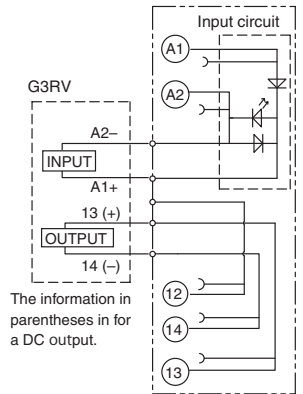 Input circuit
A1
G3RV
A2
A2–
INPUT
A1+
13 (+)
OUTPUT
14 (–)
12
The information in
parentheses in for
a DC output.
14
13